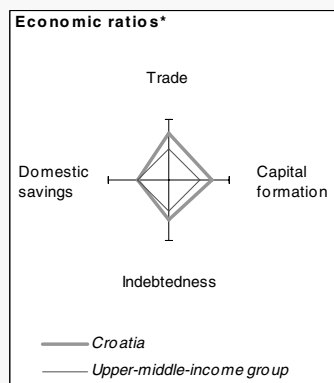 Economic ratios*
Trade
Domestic savings
Capital formation
Indebtedness
Croatia
Upper-middle-income group